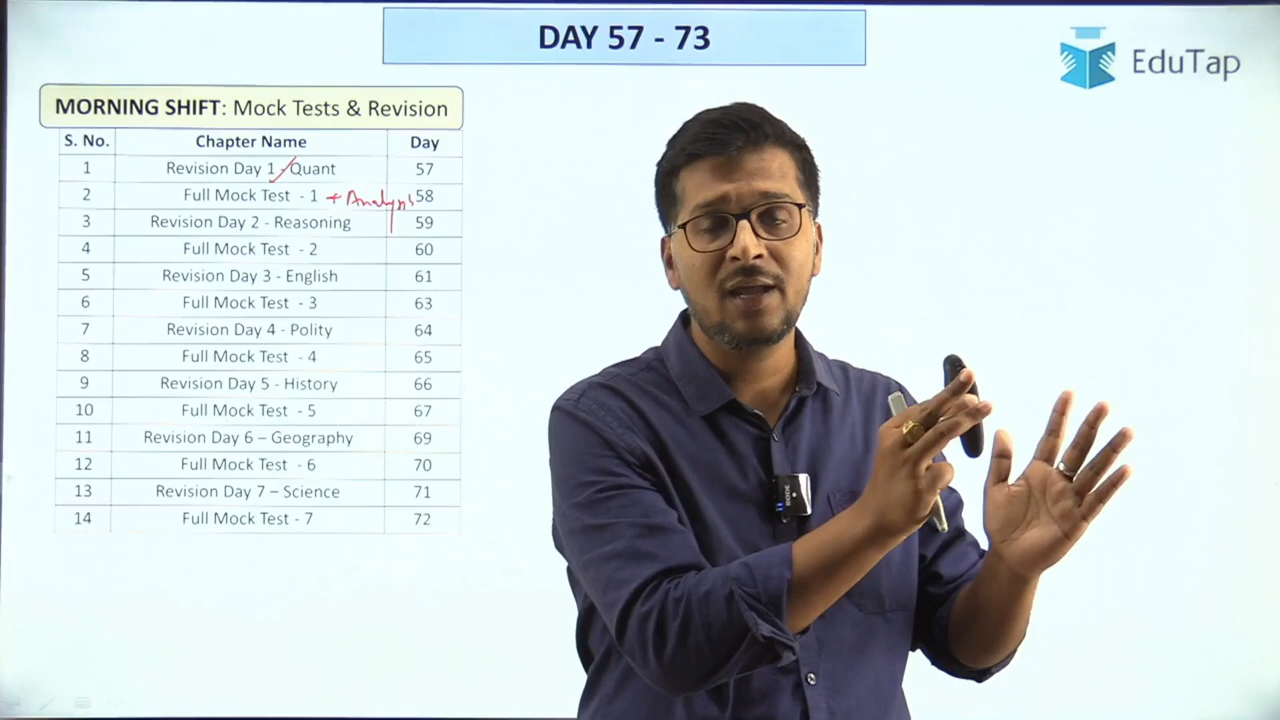 DAY 57 - 73
EduTap
MORNING SHIFT: Mock Tests & Revision
S. No. Chapter Name Day
1 Revision Day 1 - Quant 57
2 Full Mock Test - 1 + Analysis 58
3 Revision Day 2 - Reasoning 59
4 Full Mock Test - 2 60
5 Revision Day 3 - English 61
6 Full Mock Test - 3 63
7 Revision Day 4 - Polity 64
8 Full Mock Test - 4 65
9 Revision Day 5 - History 66
10 Full Mock Test - 5 67
11 Revision Day 6 – Geography 69
12 Full Mock Test - 6 70
13 Revision Day 7 – Science 71
14 Full Mock Test - 7 72
RODE